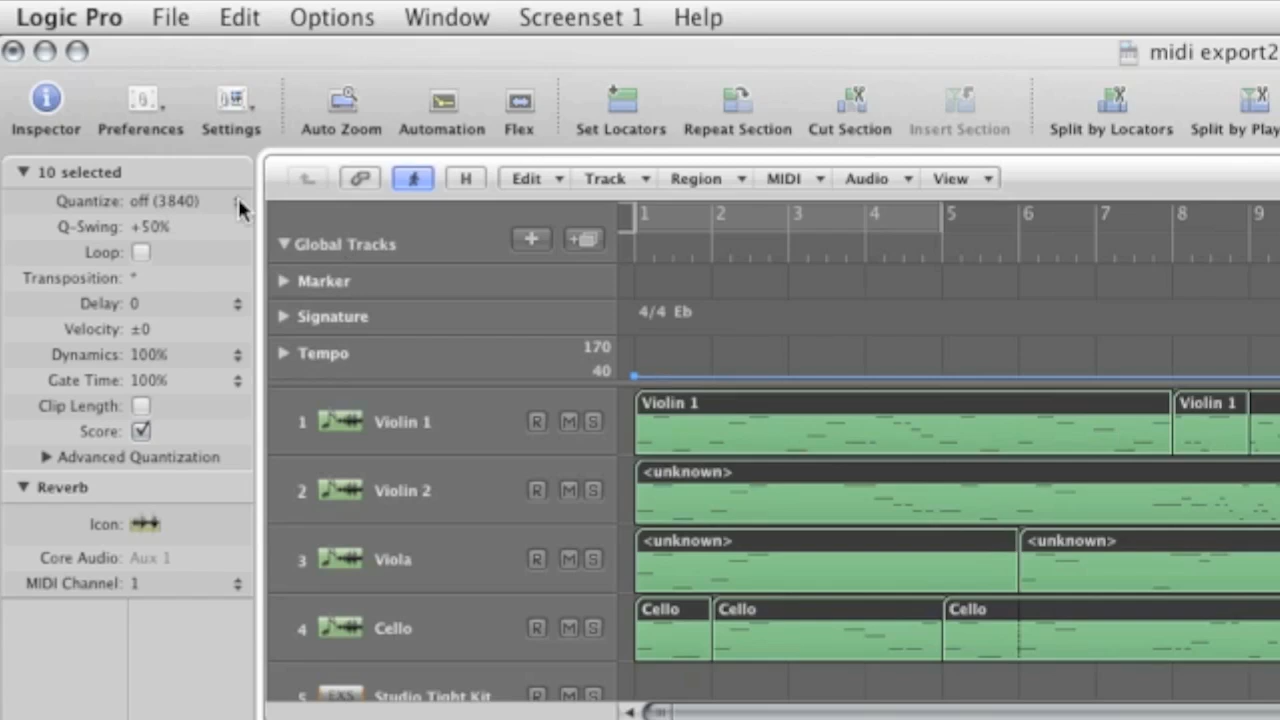 Logic Pro File Edit Options Window Screenset 1 Help
midi export2
Inspector Preferences Settings Auto Zoom Automation Flex Set Locators Repeat Section Cut Section Insert Section Split by Locators Split by Play
10 selected
Quantize: off (3840)
Q-Swing: +50%
Loop:
Transposition: *
Delay: 0
Velocity: ±0
Dynamics: 100%
Gate Time: 100%
Clip Length:
Score:
Advanced Quantization
Reverb
Icon:
Core Audio: Aux 1
MIDI Channel: 1
H Edit Track Region MIDI Audio View
1 2 3 4 5 6 7 8 9
Global Tracks
Marker
Signature 4/4 Eb
Tempo 170
40
1 Violin 1 R M S Violin 1 Violin 1
2 Violin 2 R M S <unknown>
3 Viola R M S <unknown> <unknown>
4 Cello R M S Cello Cello Cello
5 EXS Studio Tight Kit R M S